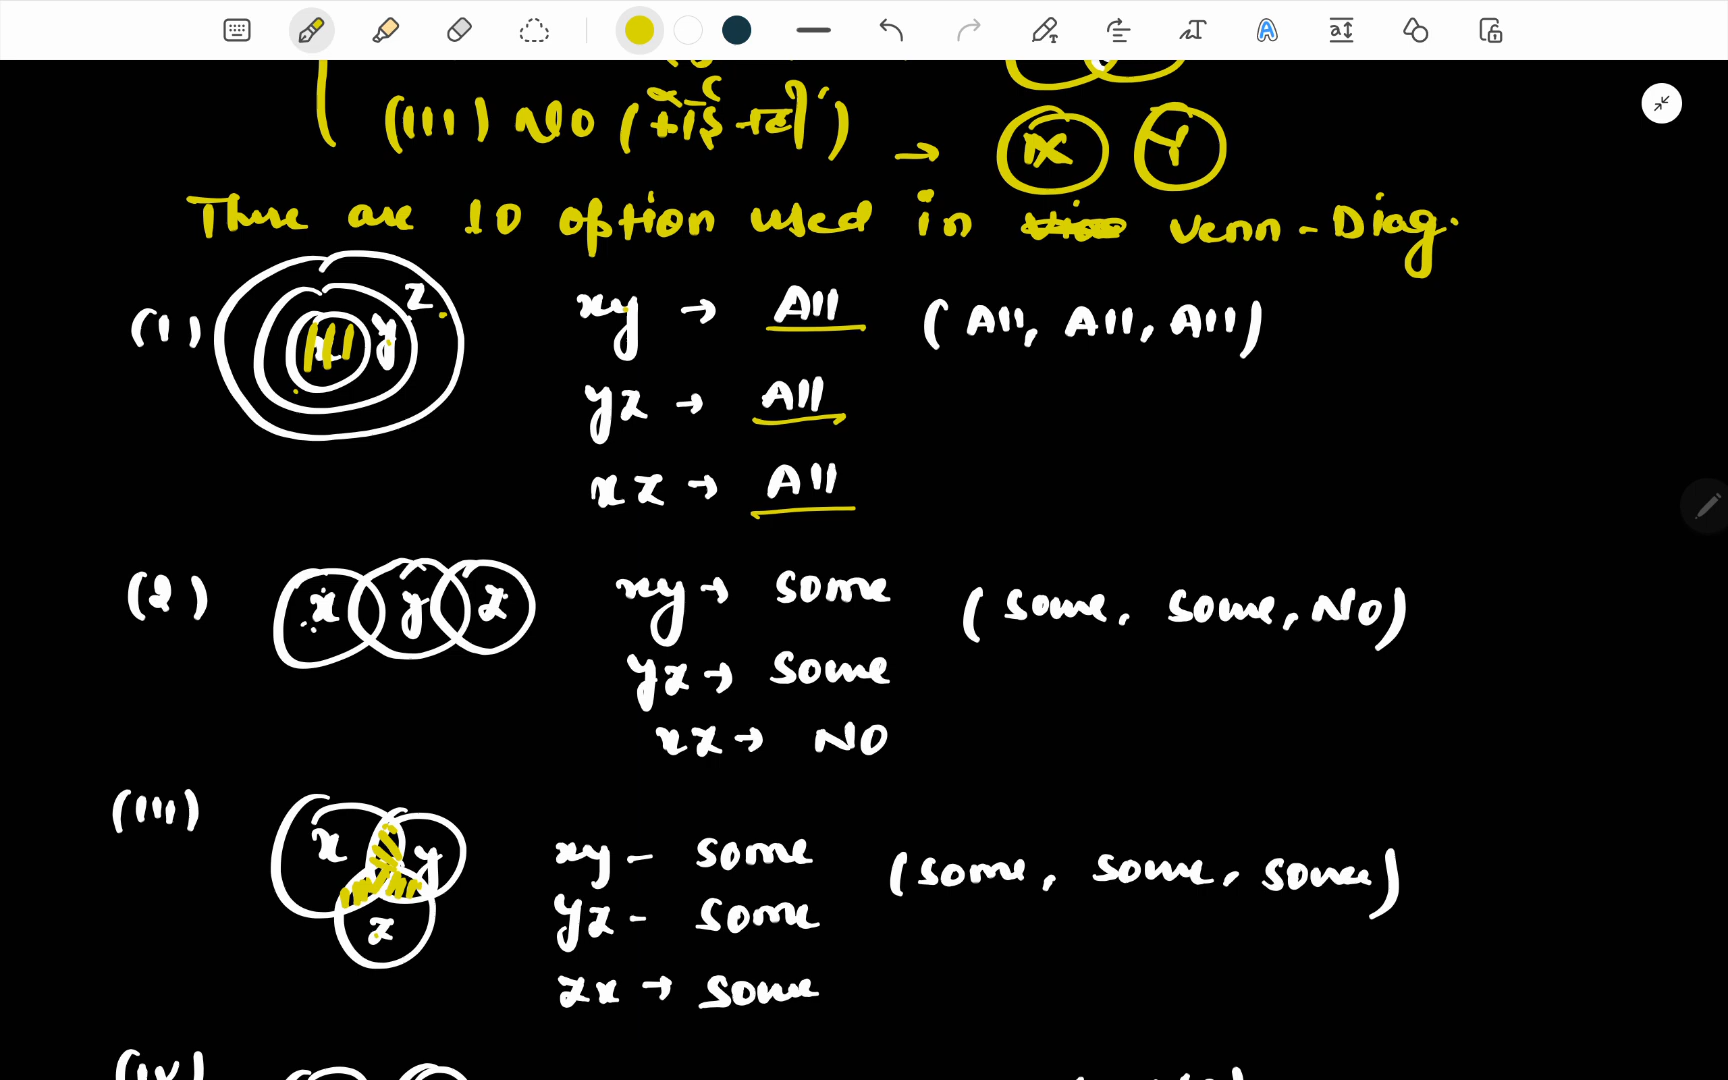 (III) NO ( )
→ X Y
There are 10 option used in Venn-Diag.
(1) x y z xy → All (All, All, All)
yz → All
xz → All
(2) x y z xy → some (some, some, NO)
yz → some
xz → NO
(III) x y z xy - some (some, some, some)
yz - some
zx → some
(IV)